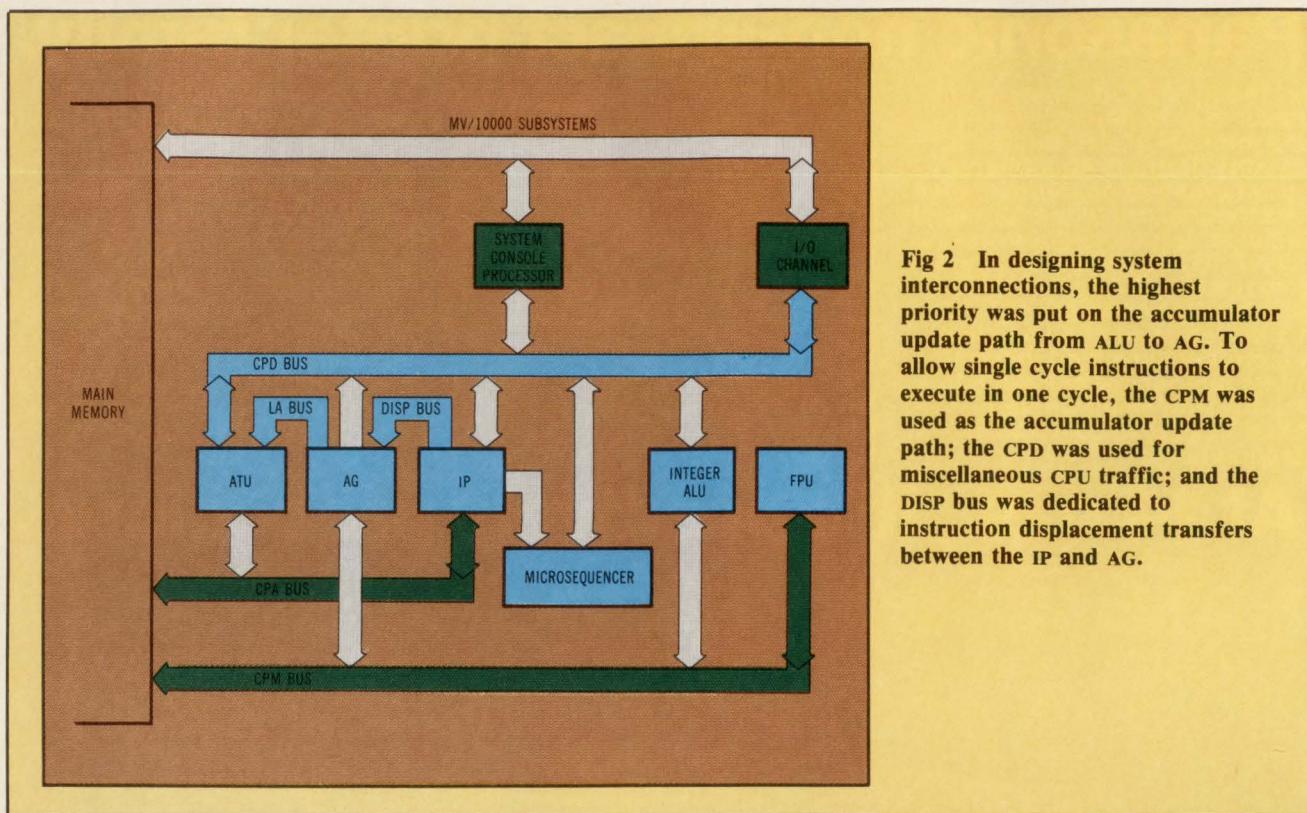 MV/10000 SUBSYSTEMS
SYSTEM
CONSOLE
PROCESSOR
I/O
CHANNEL
CPD BUS
MAIN
MEMORY
LA BUS
DISP BUS
ATU
AG
IP
INTEGER
ALU
FPU
MICROSEQUENCER
CPA BUS
CPM BUS
Fig 2 In designing system
interconnections, the highest
priority was put on the accumulator
update path from ALU to AG. To
allow single cycle instructions to
execute in one cycle, the CPM was
used as the accumulator update
path; the CPD was used for
miscellaneous CPU traffic; and the
DISP bus was dedicated to
instruction displacement transfers
between the IP and AG.